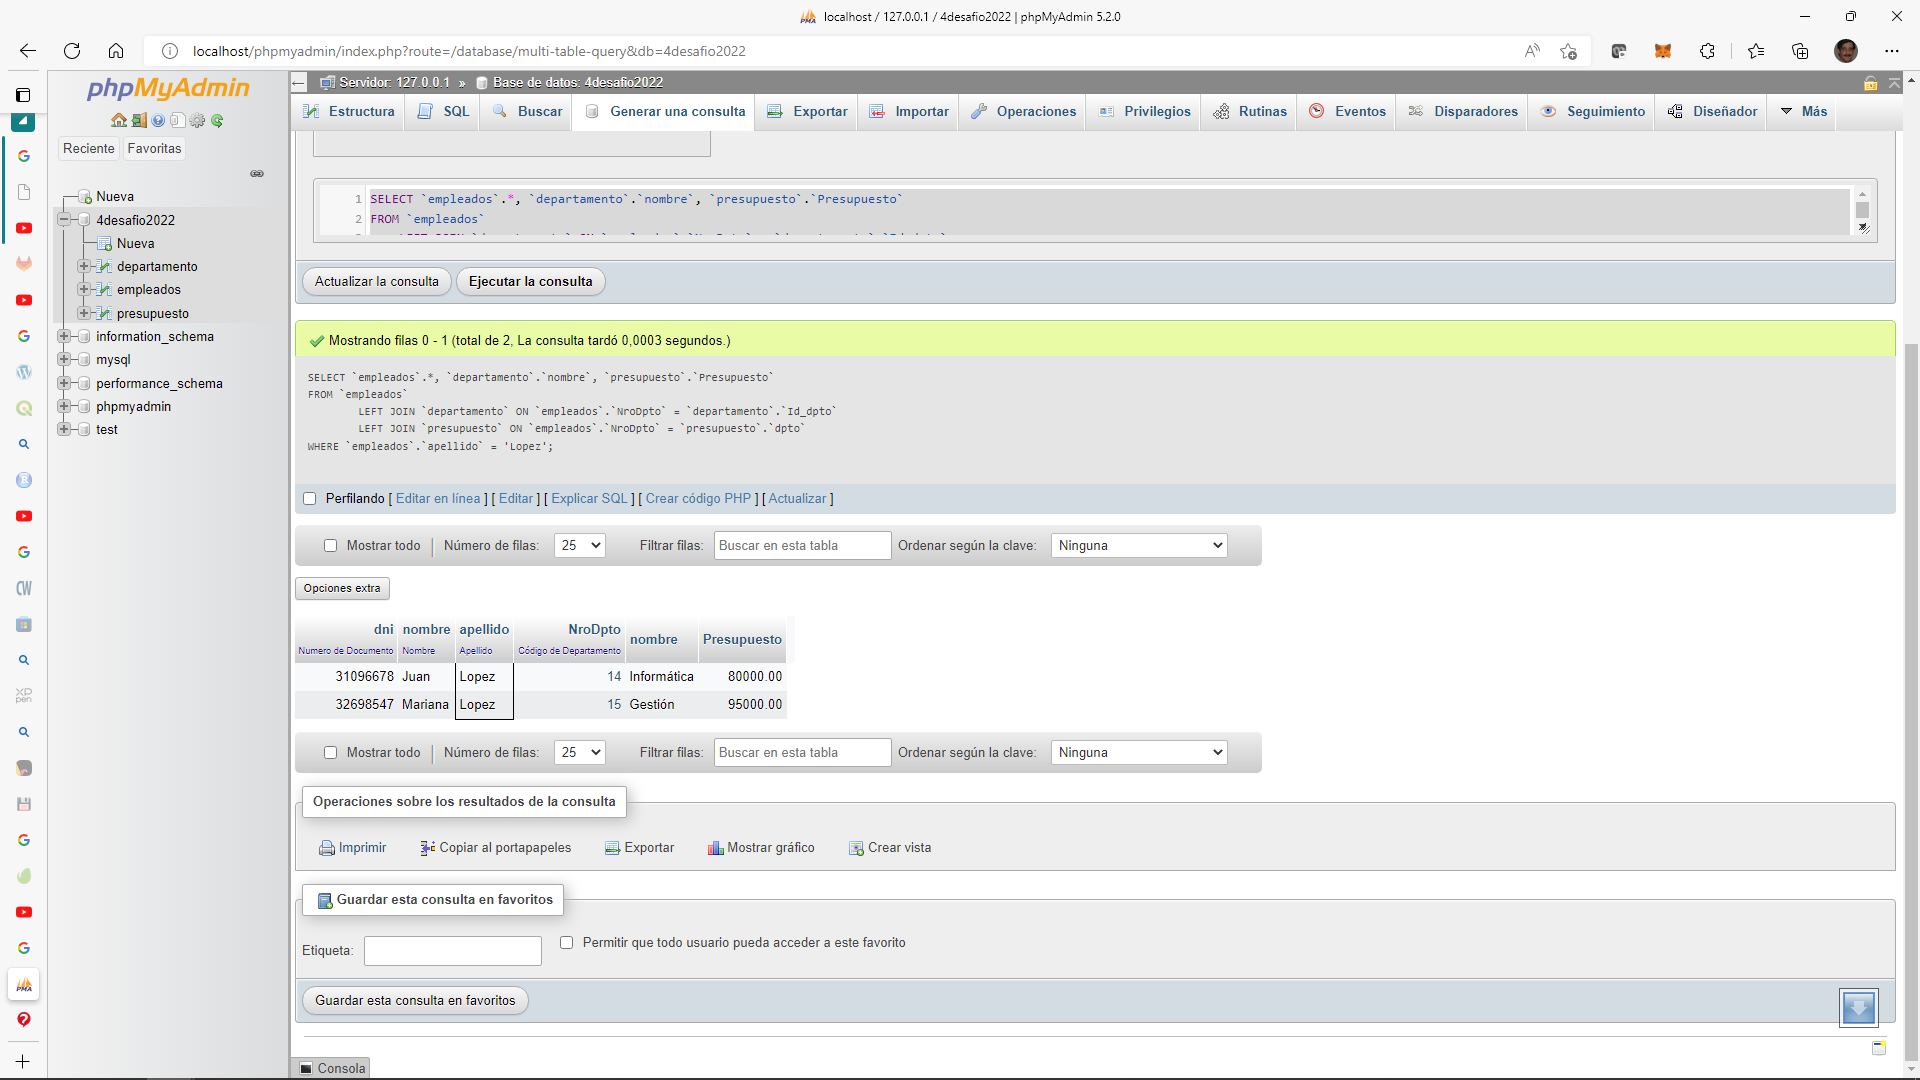 localhost / 127.0.0.1 / 4desafio2022 | phpMyAdmin 5.2.0
localhost/phpmyadmin/index.php?route=/database/multi-table-query&db=4desafio2022
phpMyAdmin
Reciente Favoritas
Nueva
4desafio2022
Nueva
departamento
empleados
presupuesto
information_schema
mysql
performance_schema
phpmyadmin
test
Servidor: 127.0.0.1 » Base de datos: 4desafio2022
Estructura SQL Buscar Generar una consulta Exportar Importar Operaciones Privilegios Rutinas Eventos Disparadores Seguimiento Diseñador Más
1 SELECT `empleados`.*, `departamento`.`nombre`, `presupuesto`.`Presupuesto`
2 FROM `empleados`
Actualizar la consulta Ejecutar la consulta
Mostrando filas 0 - 1 (total de 2, La consulta tardó 0,0003 segundos.)
SELECT `empleados`.*, `departamento`.`nombre`, `presupuesto`.`Presupuesto`
FROM `empleados`
LEFT JOIN `departamento` ON `empleados`.`NroDpto` = `departamento`.`Id_dpto`
LEFT JOIN `presupuesto` ON `empleados`.`NroDpto` = `presupuesto`.`dpto`
WHERE `empleados`.`apellido` = 'Lopez';
Perfilando [ Editar en línea ] [ Editar ] [ Explicar SQL ] [ Crear código PHP ] [ Actualizar ]
Mostrar todo | Número de filas: 25 Filtrar filas: Buscar en esta tabla Ordenar según la clave: Ninguna
Opciones extra
dni nombre apellido NroDpto nombre Presupuesto
Numero de Documento Nombre Apellido Código de Departamento
31096678 Juan Lopez 14 Informática 80000.00
32698547 Mariana Lopez 15 Gestión 95000.00
Mostrar todo | Número de filas: 25 Filtrar filas: Buscar en esta tabla Ordenar según la clave: Ninguna
Operaciones sobre los resultados de la consulta
Imprimir Copiar al portapapeles Exportar Mostrar gráfico Crear vista
Guardar esta consulta en favoritos
Etiqueta: Permitir que todo usuario pueda acceder a este favorito
Guardar esta consulta en favoritos
Consola